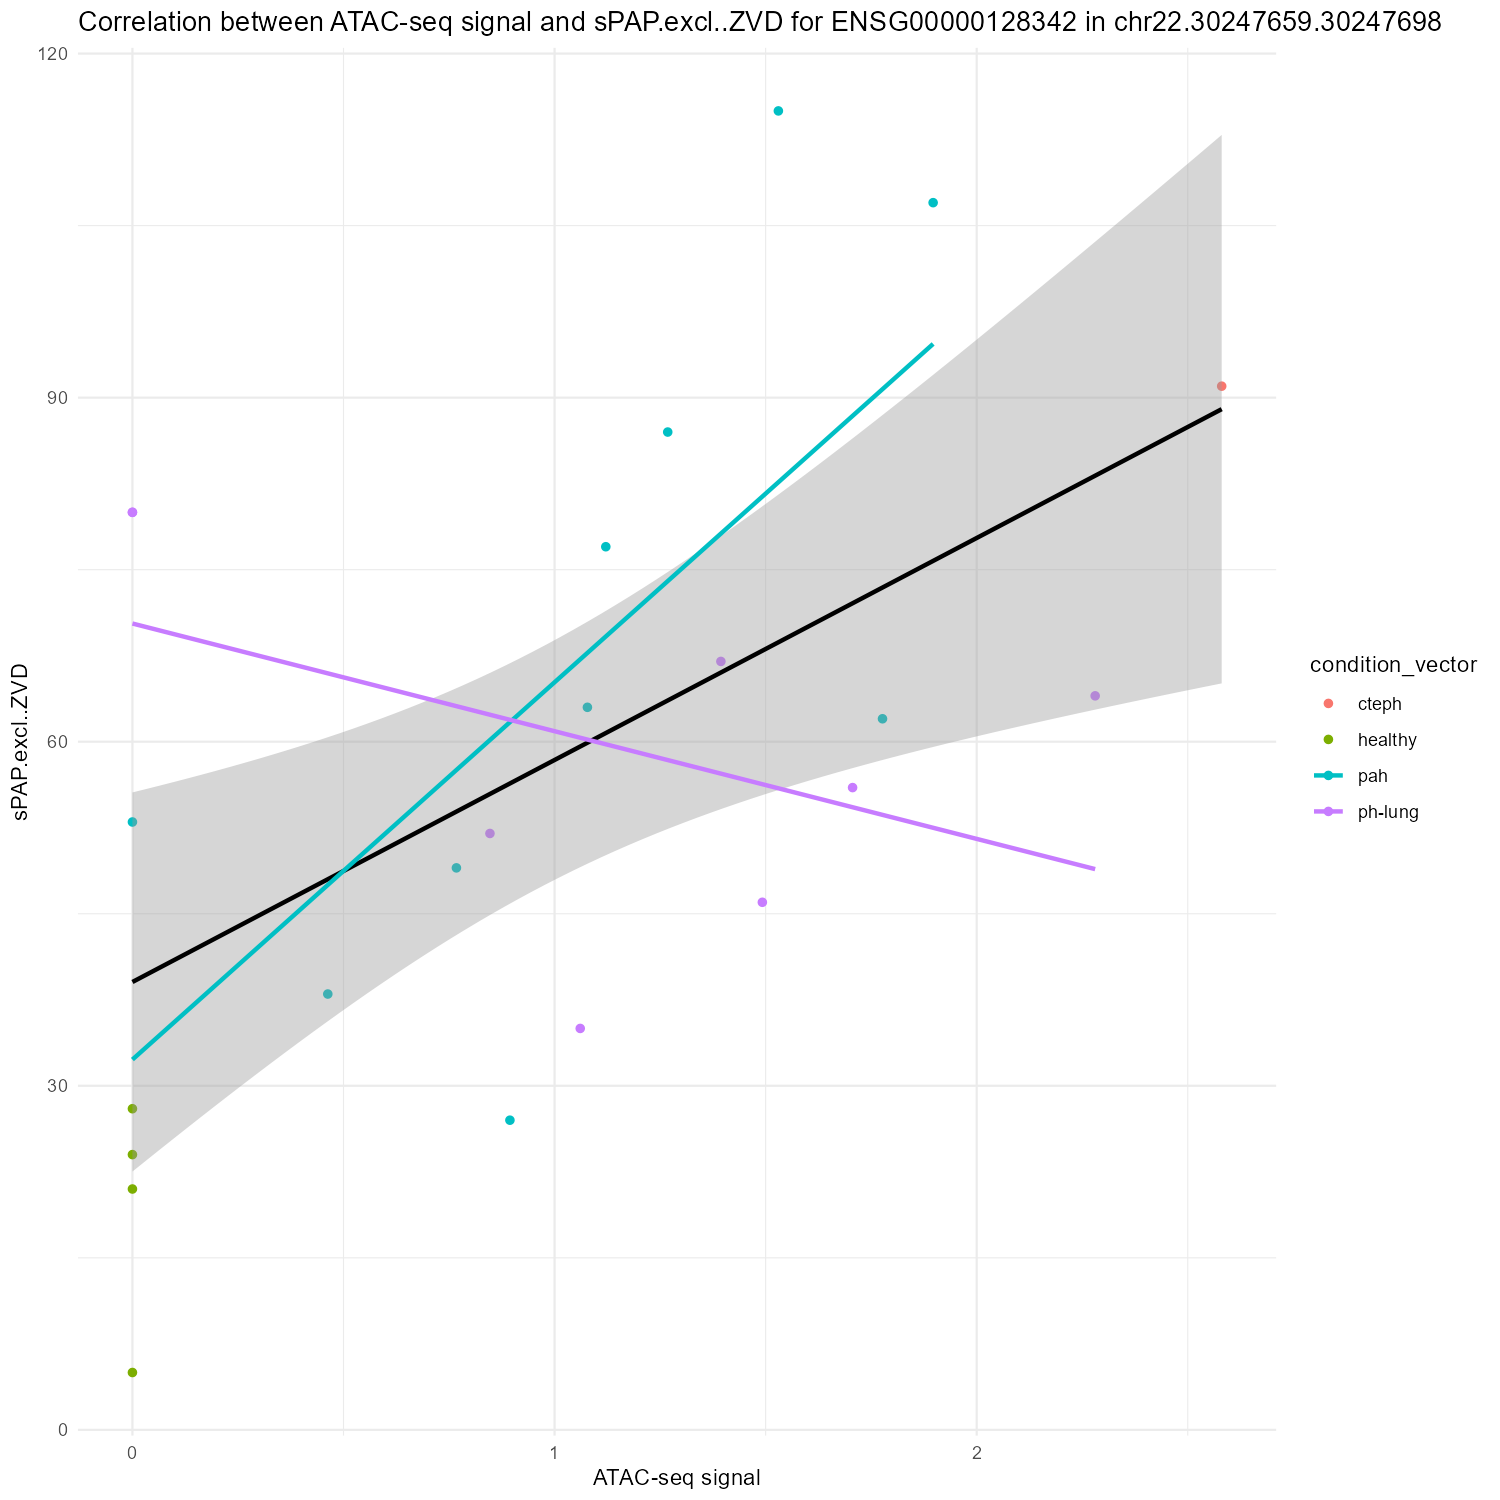 Correlation between ATAC-seq signal and sPAP.excl..ZVD for ENSG00000128342 in chr22.30247659.30247698
120
90
60
30
0
sPAP.excl..ZVD
0 1 2
ATAC-seq signal
condition_vector
cteph
healthy
pah
ph-lung